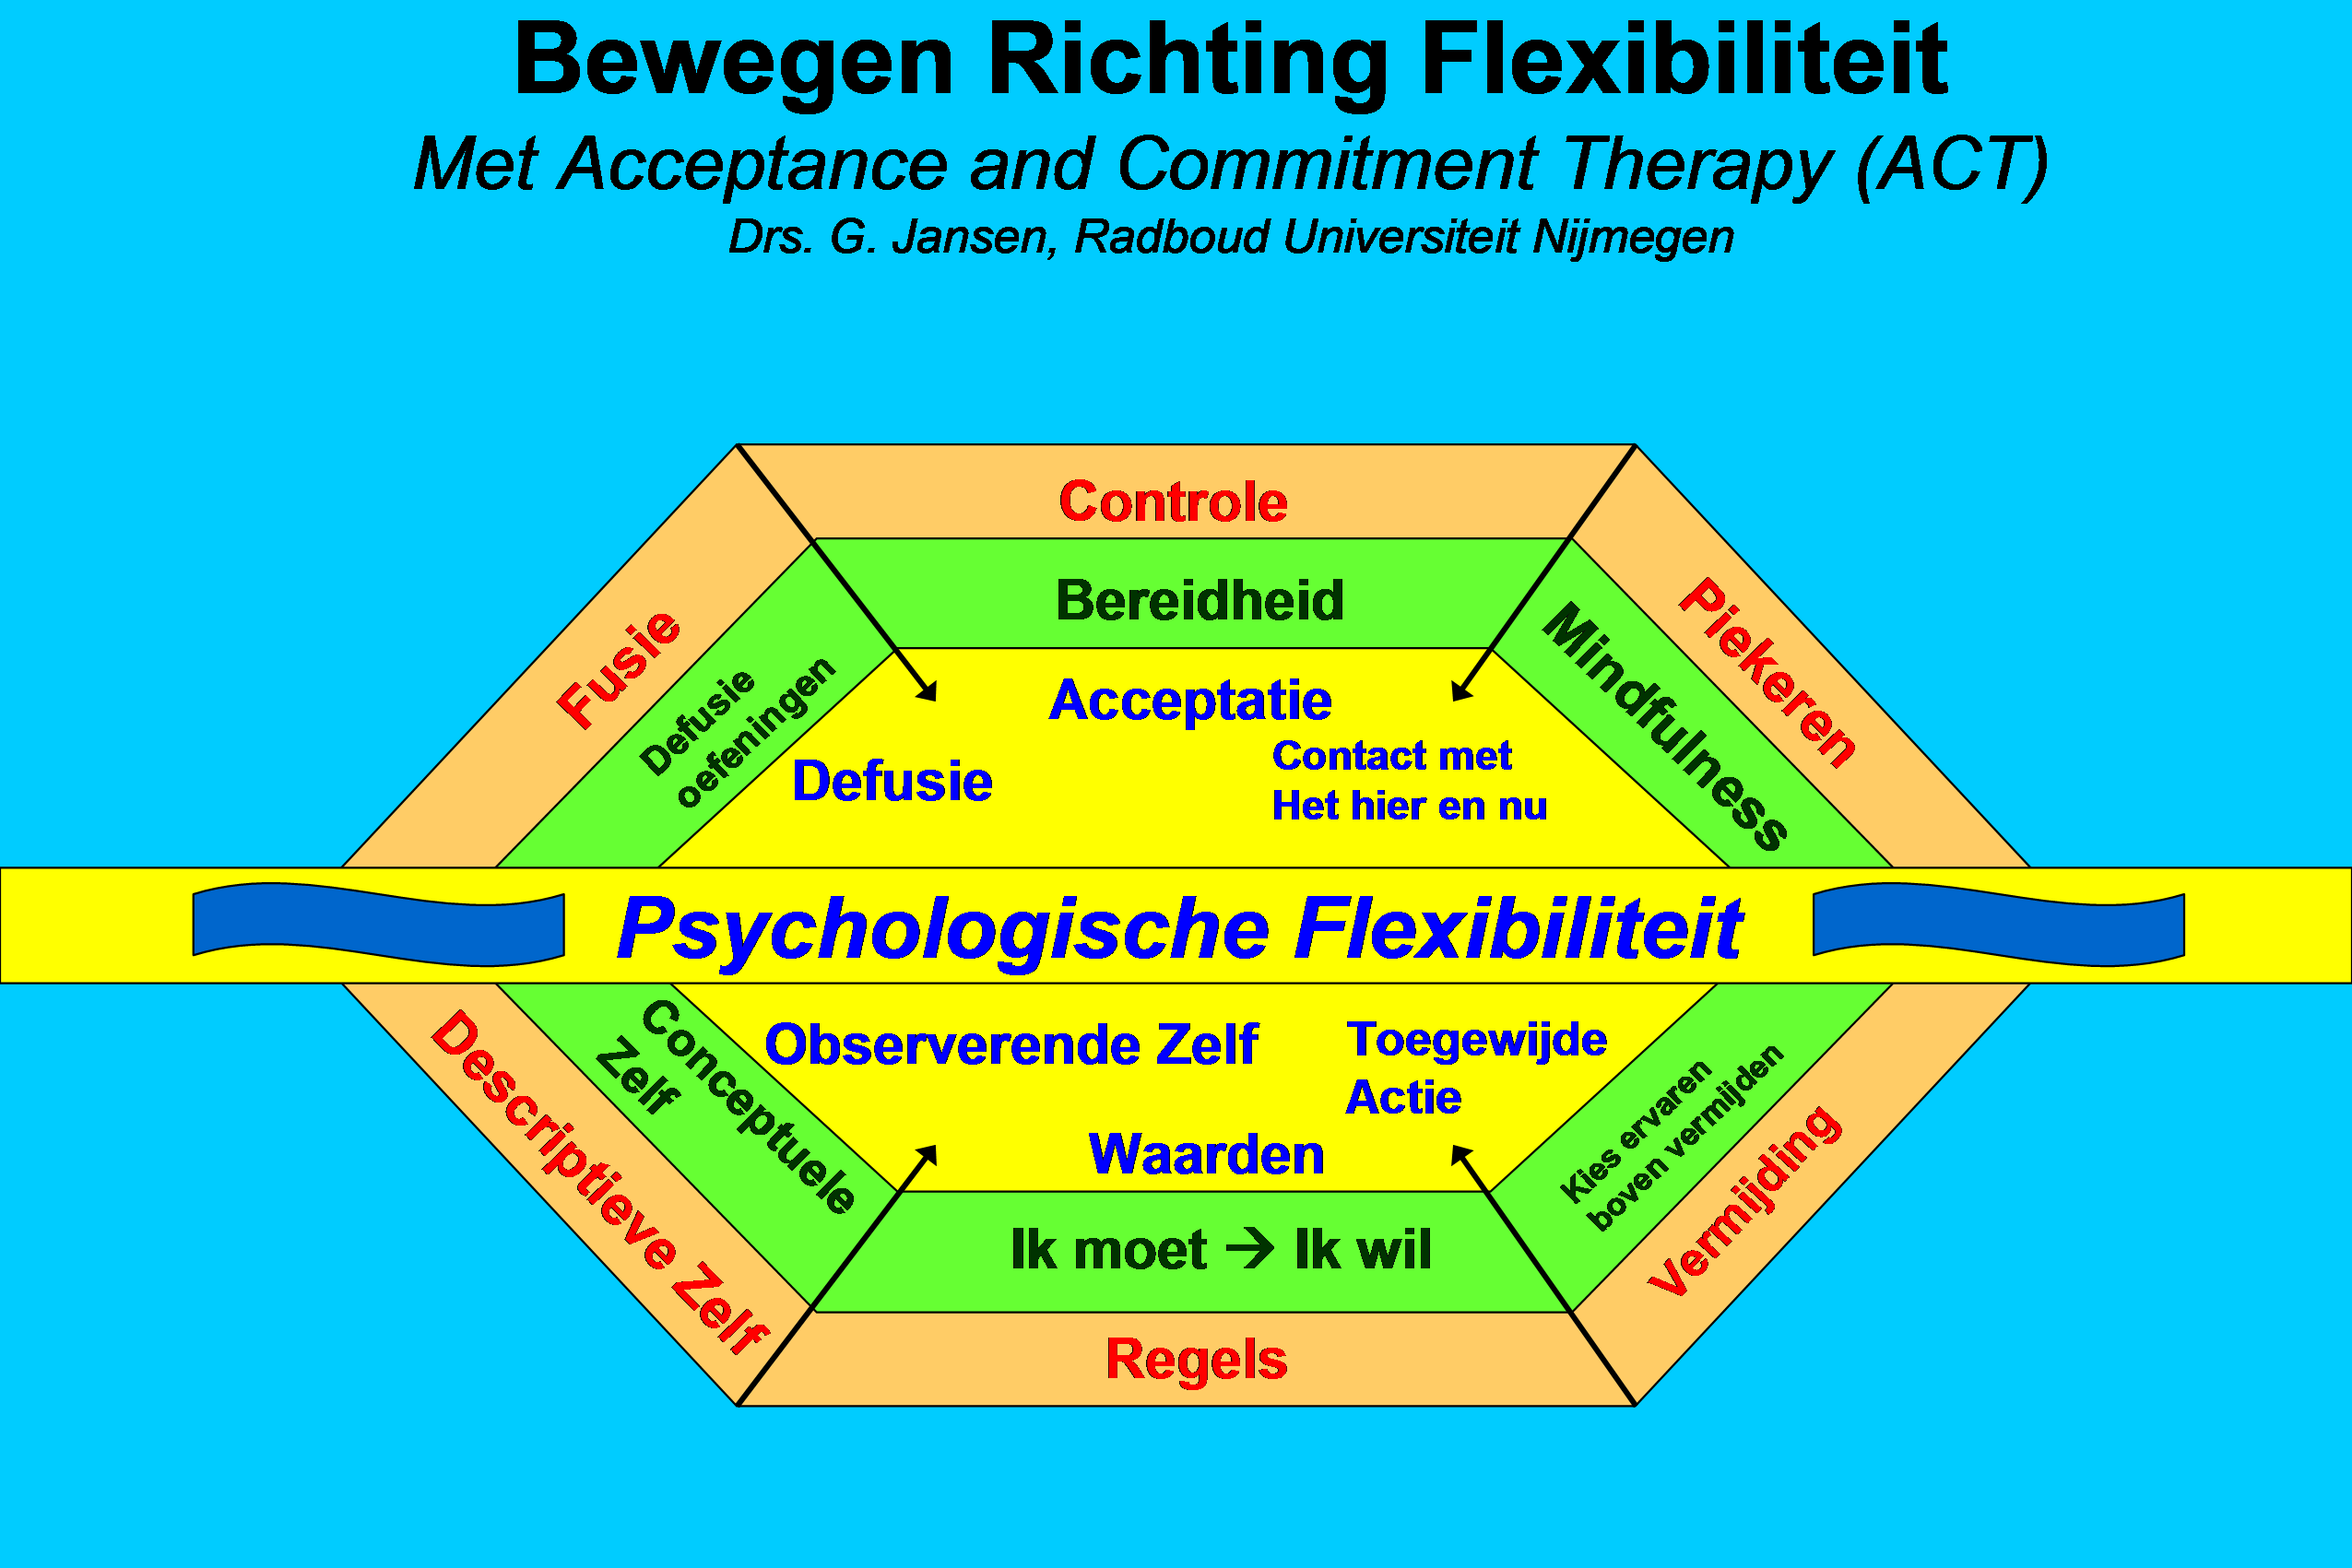 Bewegen Richting Flexibiliteit
Met Acceptance and Commitment Therapy (ACT)
Drs. G. Jansen, Radboud Universiteit Nijmegen
Controle
Bereidheid
Fusie
Defusie
oefeningen
Piekeren
Mindfulness
Acceptatie
Defusie
Contact met
Het hier en nu
Psychologische Flexibiliteit
Observerende Zelf
Toegewijde
Actie
Waarden
Conceptuele
Zelf
Descriptieve Zelf
Kies ervaren
boven vermijden
Vermijding
Ik moet → Ik wil
Regels